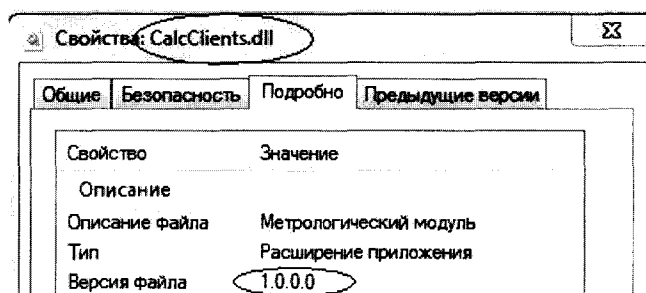 Свойства: CalcClients.dll
Общие Безопасность Подробно Предыдущие версии
Свойство Значение
Описание
Описание файла Метрологический модуль
Тип Расширение приложения
Версия файла 1.0.0.0